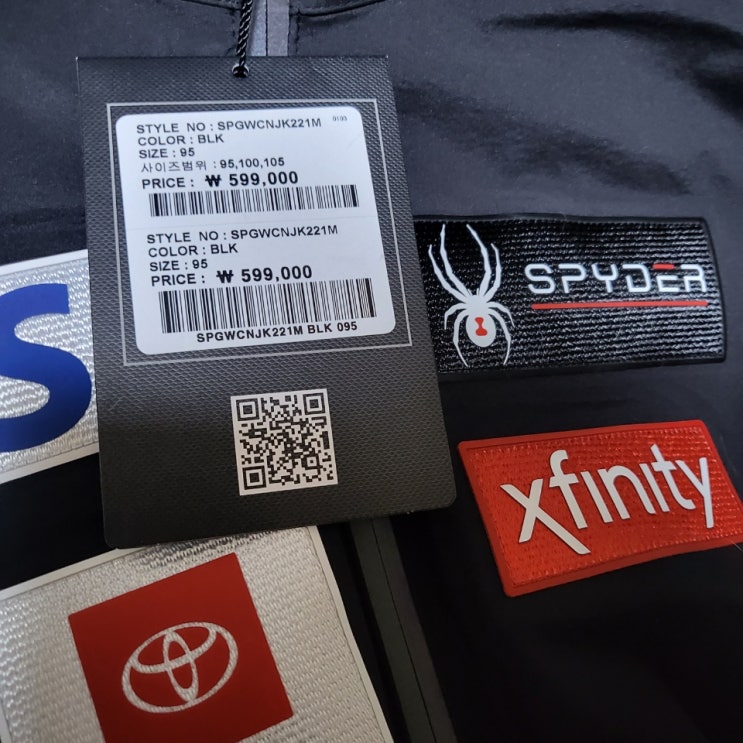 STYLE NO : SPGWCNJK221M 0103
COLOR : BLK
SIZE : 95
사이즈범위 : 95,100,105
PRICE : ₩ 599,000
STYLE NO : SPGWCNJK221M
COLOR : BLK
SIZE : 95
PRICE : ₩ 599,000
SPGWCNJK221M BLK 095
SPYDER
S
xfinity